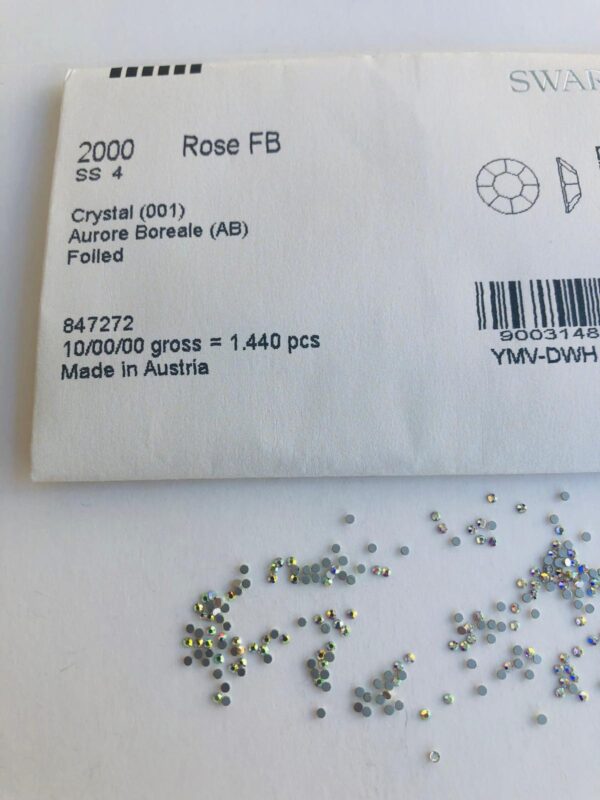 SWAR
2000 Rose FB
SS 4
Crystal (001)
Aurore Boreale (AB)
Foiled
847272
10/00/00 gross = 1.440 pcs
Made in Austria
9003148
YMV-DWH